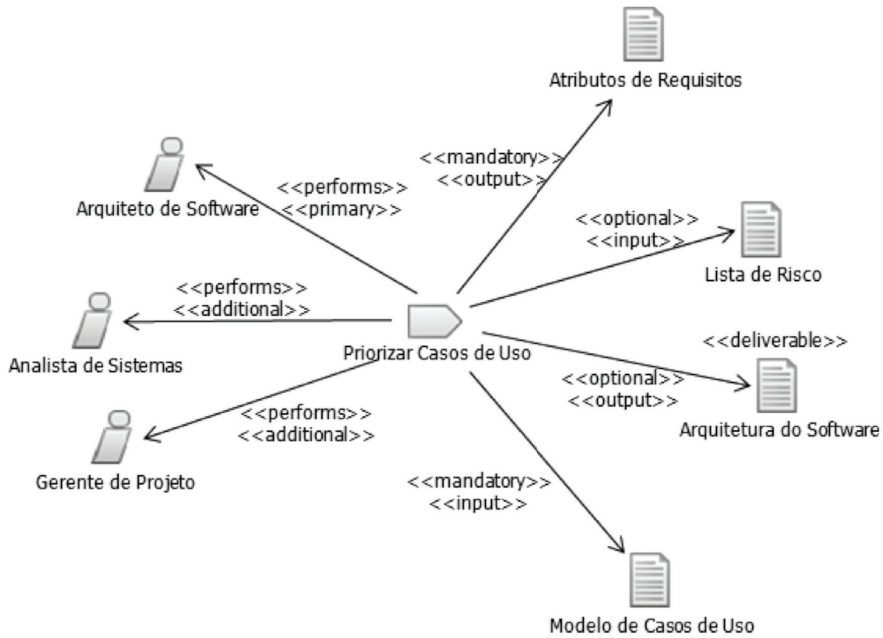 Atributos de Requisitos
<<mandatory>>
<<output>>
<<performs>>
<<primary>>
Arquiteto de Software
<<optional>>
<<input>>
Lista de Risco
<<performs>>
<<additional>>
Analista de Sistemas
Priorizar Casos de Uso
<<deliverable>>
<<optional>>
<<output>>
Arquitetura do Software
<<performs>>
<<additional>>
Gerente de Projeto
<<mandatory>>
<<input>>
Modelo de Casos de Uso